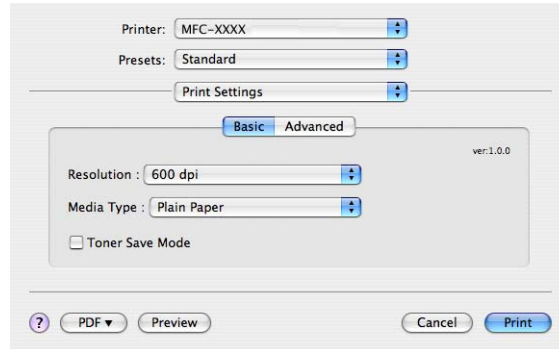 Printer: MFC-XXXX
Presets: Standard
Print Settings
Basic Advanced
ver:1.0.0
Resolution : 600 dpi
Media Type : Plain Paper
Toner Save Mode
? PDF ▼ Preview Cancel Print